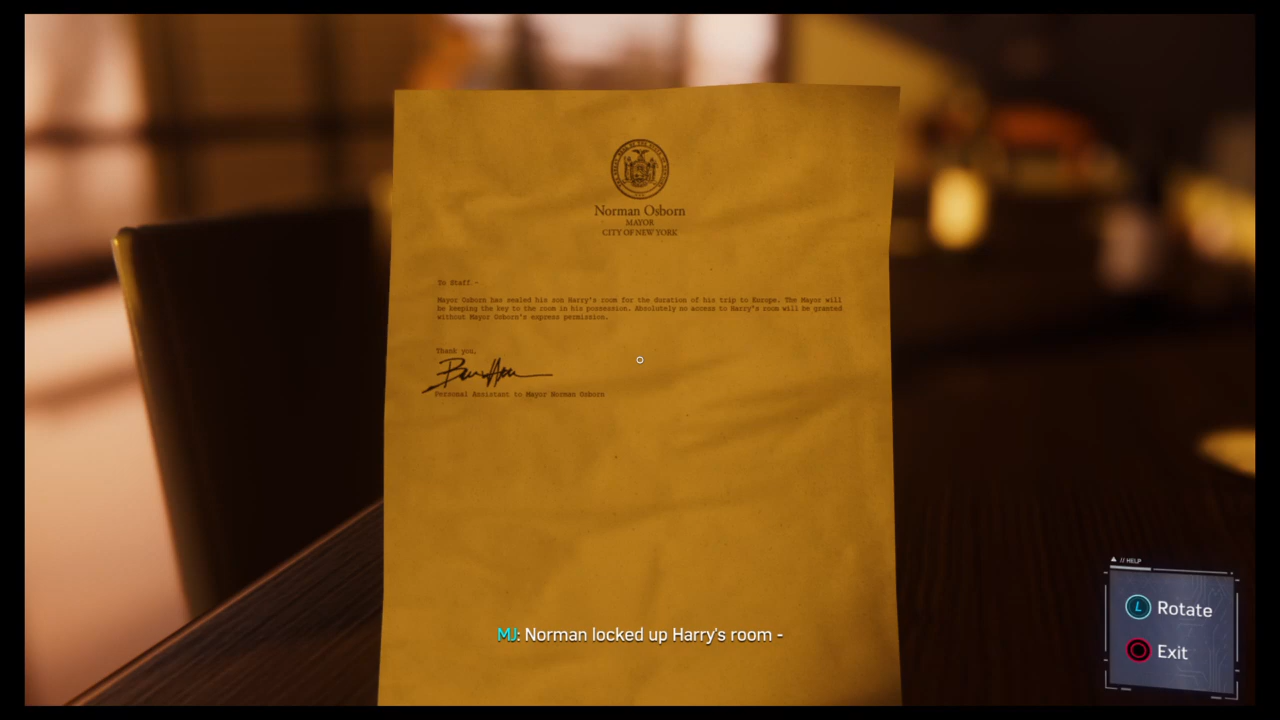 Norman Osborn
MAYOR
CITY OF NEW YORK
To Staff -
Mayor Osborn has sealed his son Harry's room for the duration of his trip to Europe. The Mayor will
be keeping the key to the room in his possession. Absolutely no access to Harry's room will be granted
without Mayor Osborn's express permission.
Thank you,
Personal Assistant to Mayor Norman Osborn
MJ: Norman locked up Harry's room -
// HELP
L Rotate
Exit